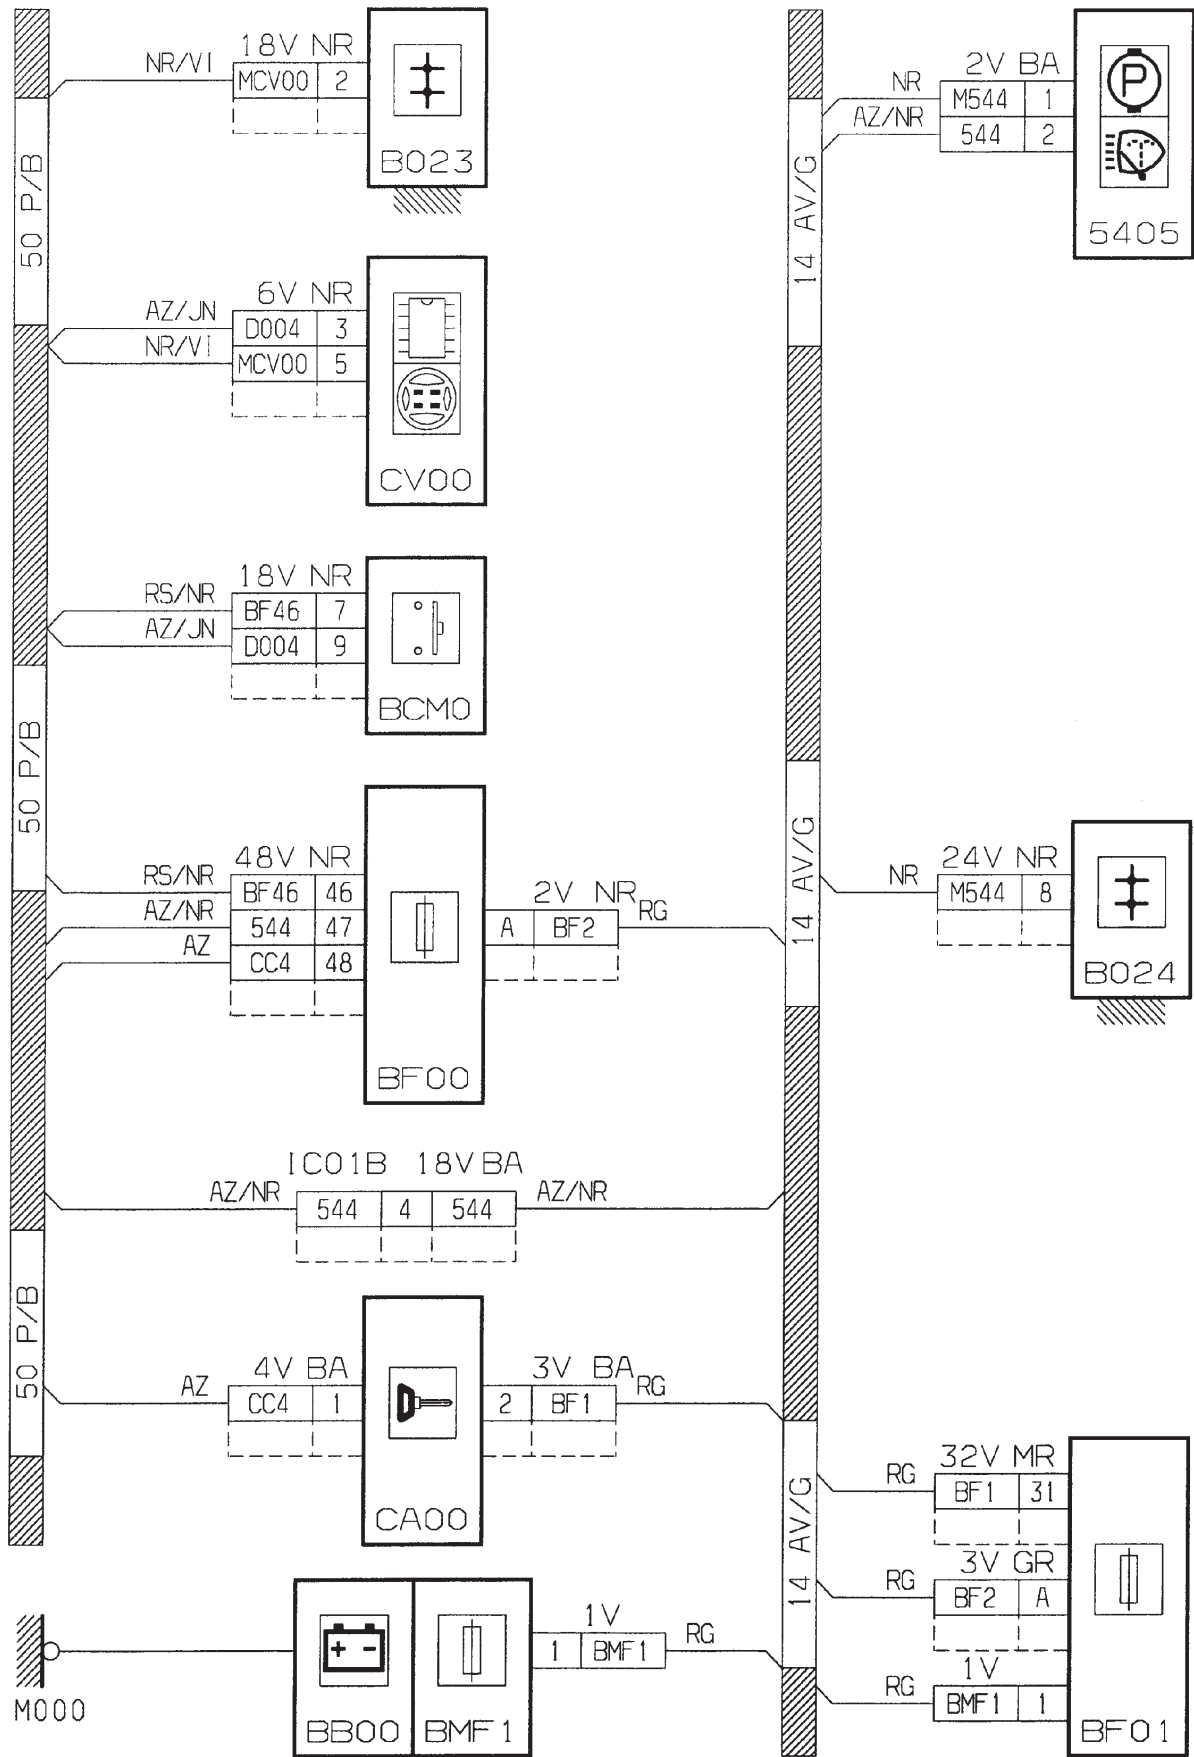 50 P/B
NR/VI
18V NR
MCV00 2
B023
AZ/JN
NR/VI
6V NR
D004 3
MCV00 5
CV00
50 P/B
RS/NR
AZ/JN
18V NR
BF46 7
D004 9
BCM0
RS/NR
AZ/NR
AZ
48V NR
BF46 46
544 47
CC4 48
BF00
2V NR
A BF2
RG
AZ/NR
IC01B 18V BA
544 4 544
AZ/NR
50 P/B
AZ
4V BA
CC4 1
CA00
3V BA
2 BF1
RG
M000
+ -
BB00
BMF1
1V
1 BMF1
RG
14 AV/G
NR
AZ/NR
2V BA
M544 1
544 2
P
5405
14 AV/G
NR
24V NR
M544 8
B024
14 AV/G
RG
32V MR
BF1 31
RG
3V GR
BF2 A
RG
1V
BMF1 1
BF01